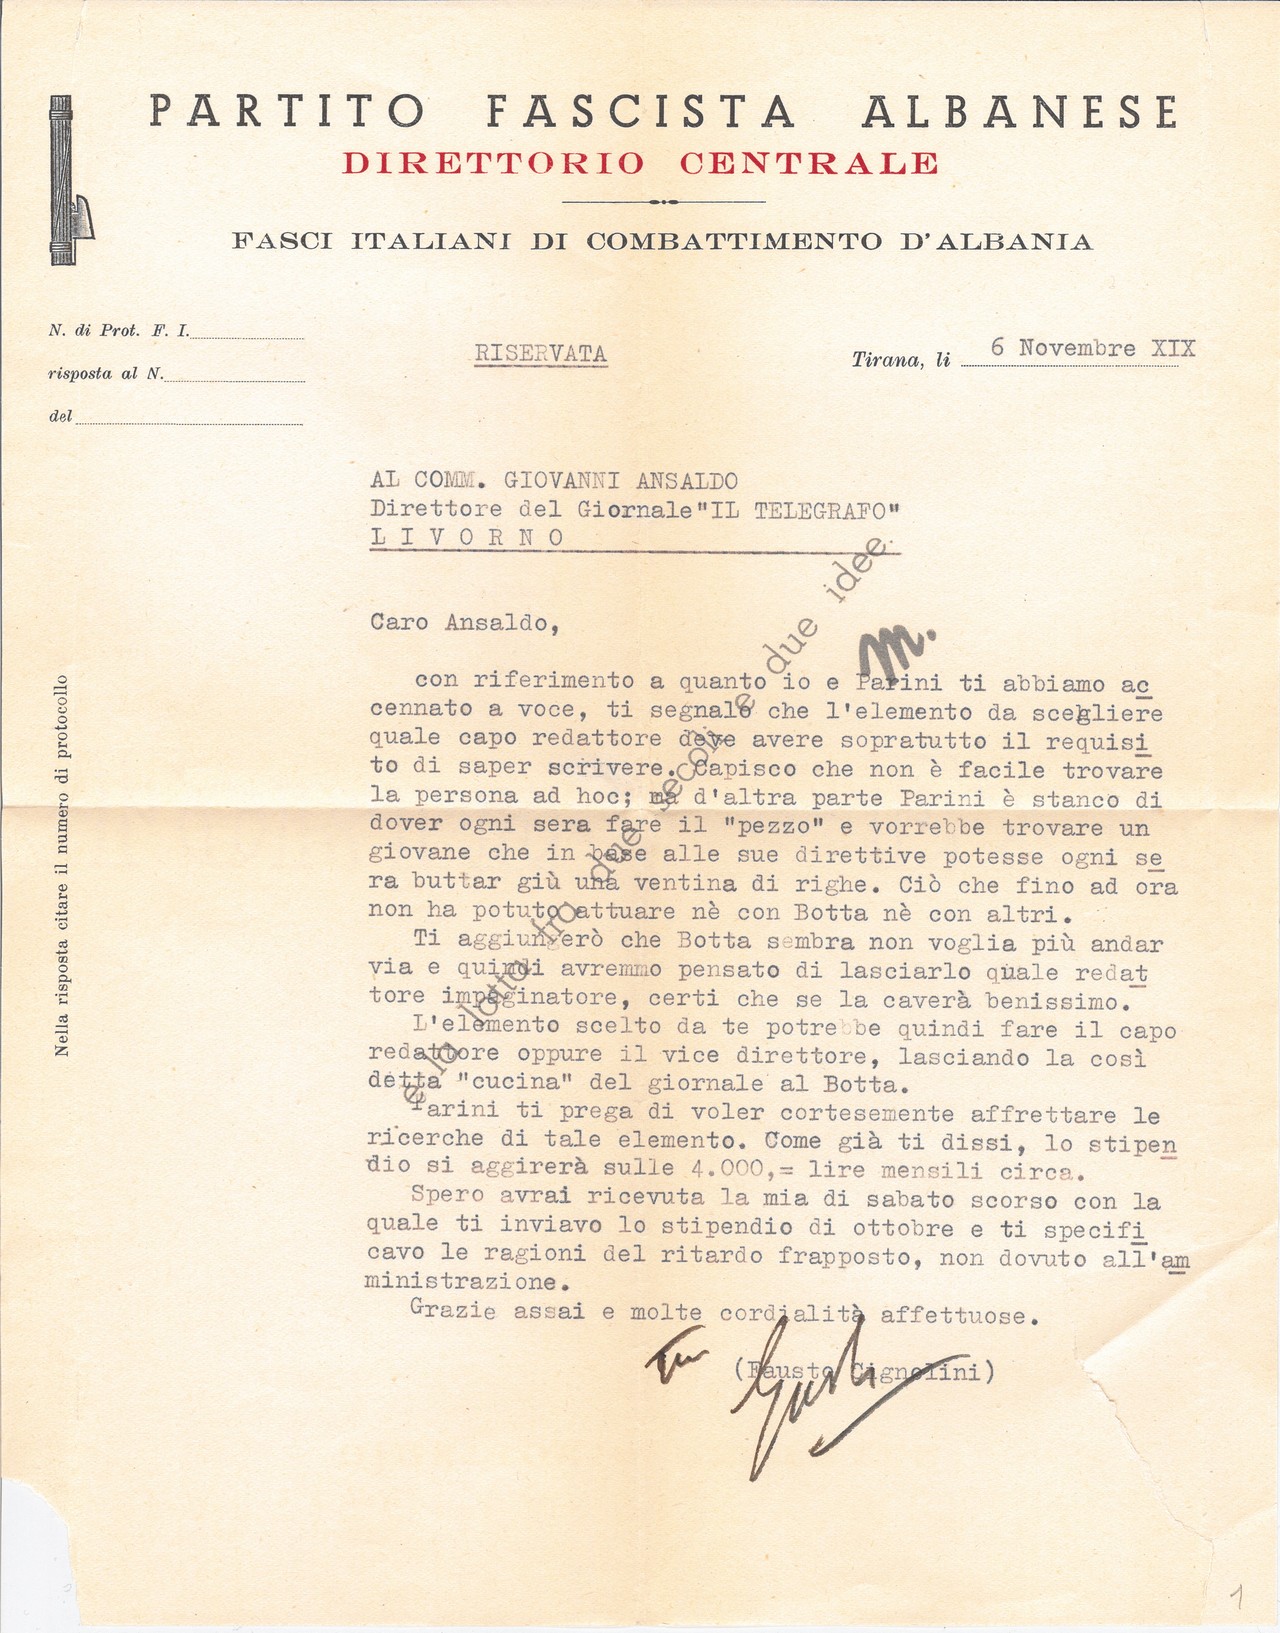 PARTITO FASCISTA ALBANESE
DIRETTORIO CENTRALE
FASCI ITALIANI DI COMBATTIMENTO D'ALBANIA
N. di Prot. F. I.
risposta al N.
del
RISERVATA
Tirana, li 6 Novembre XIX
AL COMM. GIOVANNI ANSALDO
Direttore del Giornale "IL TELEGRAFO"
L I V O R N O
Caro Ansaldo,
m.
con riferimento a quanto io e Parini ti abbiamo ac
cennato a voce, ti segnalo che l'elemento da scegliere
quale capo redattore deve avere sopratutto il requisi
to di saper scrivere. Capisco che non è facile trovare
la persona ad hoc; ma d'altra parte Parini è stanco di
dover ogni sera fare il "pezzo" e vorrebbe trovare un
giovane che in base alle sue direttive potesse ogni se
ra buttar giù una ventina di righe. Ciò che fino ad ora
non ha potuto attuare nè con Botta nè con altri.
Ti aggiungerò che Botta sembra non voglia più andar
via e quindi avremmo pensato di lasciarlo quale redat
tore impaginatore, certi che se la caverà benissimo.
L'elemento scelto da te potrebbe quindi fare il capo
redattore oppure il vice direttore, lasciando la così
detta "cucina" del giornale al Botta.
Parini ti prega di voler cortesemente affrettare le
ricerche di tale elemento. Come già ti dissi, lo stipen
dio si aggirerà sulle 4.000,= lire mensili circa.
Spero avrai ricevuta la mia di sabato scorso con la
quale ti inviavo lo stipendio di ottobre e ti specifi
cavo le ragioni del ritardo frapposto, non dovuto all'am
ministrazione.
Grazie assai e molte cordialità affettuose.
(Fausto Cignolini)
e la lotta fra due secoli e due idee.
Nella risposta citare il numero di protocollo
1